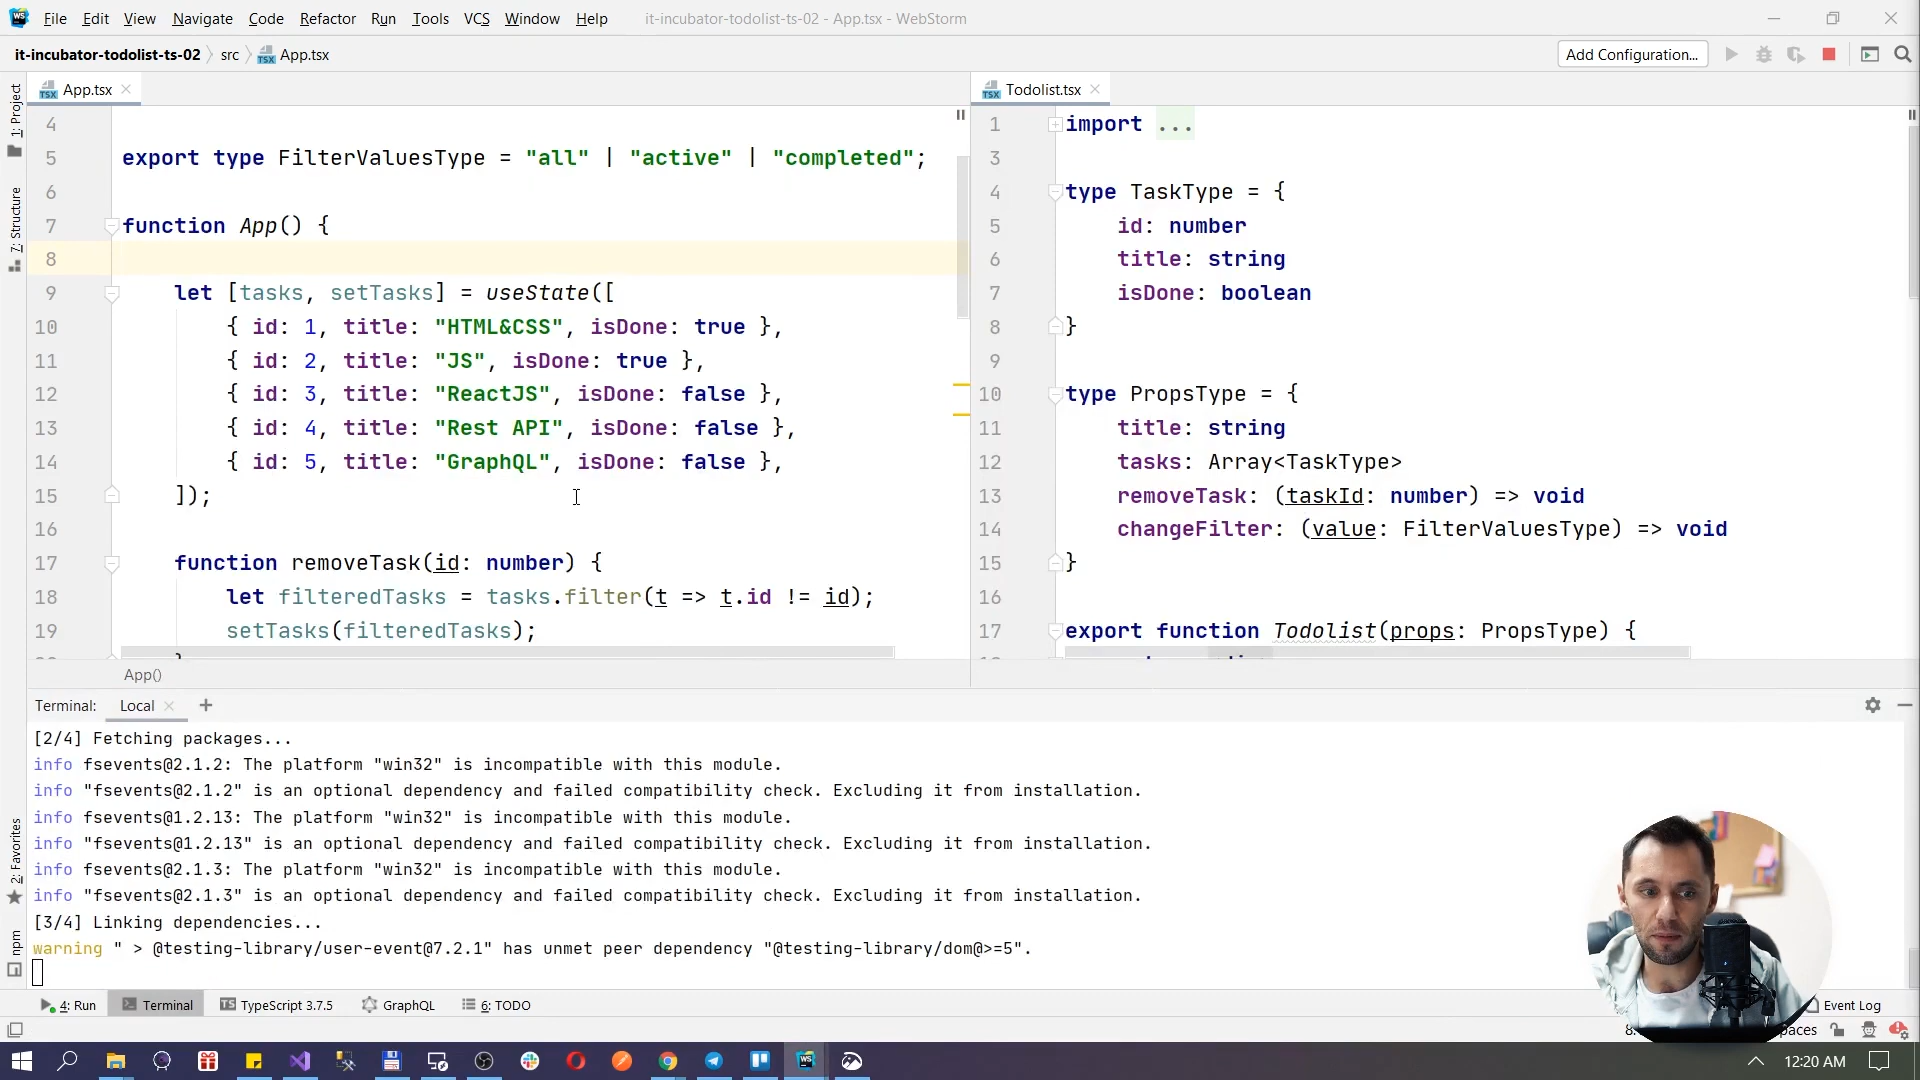 File Edit View Navigate Code Refactor Run Tools VCS Window Help it-incubator-todolist-ts-02 - App.tsx - WebStorm
it-incubator-todolist-ts-02 src App.tsx Add Configuration...
App.tsx
Todolist.tsx
1: Project
7: Structure
2: Favorites
npm
4
5 export type FilterValuesType = "all" | "active" | "completed";
6
7 function App() {
8
9 let [tasks, setTasks] = useState([
10 { id: 1, title: "HTML&CSS", isDone: true },
11 { id: 2, title: "JS", isDone: true },
12 { id: 3, title: "ReactJS", isDone: false },
13 { id: 4, title: "Rest API", isDone: false },
14 { id: 5, title: "GraphQL", isDone: false },
15 ]);
16
17 function removeTask(id: number) {
18 let filteredTasks = tasks.filter(t => t.id != id);
19 setTasks(filteredTasks);
App()
1 import ...
3
4 type TaskType = {
5 id: number
6 title: string
7 isDone: boolean
8 }
9
10 type PropsType = {
11 title: string
12 tasks: Array<TaskType>
13 removeTask: (taskId: number) => void
14 changeFilter: (value: FilterValuesType) => void
15 }
16
17 export function Todolist(props: PropsType) {
Terminal: Local +
[2/4] Fetching packages...
info fsevents@2.1.2: The platform "win32" is incompatible with this module.
info "fsevents@2.1.2" is an optional dependency and failed compatibility check. Excluding it from installation.
info fsevents@1.2.13: The platform "win32" is incompatible with this module.
info "fsevents@1.2.13" is an optional dependency and failed compatibility check. Excluding it from installation.
info fsevents@2.1.3: The platform "win32" is incompatible with this module.
info "fsevents@2.1.3" is an optional dependency and failed compatibility check. Excluding it from installation.
[3/4] Linking dependencies...
warning " > @testing-library/user-event@7.2.1" has unmet peer dependency "@testing-library/dom@>=5".
4: Run Terminal TypeScript 3.7.5 GraphQL 6: TODO Event Log
12:20 AM